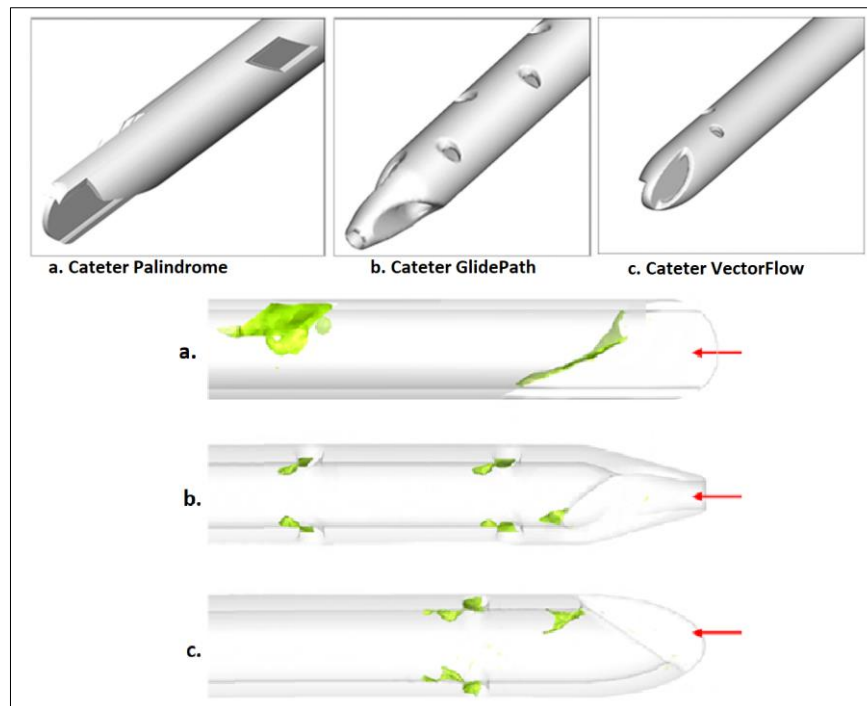 a. Cateter Palindrome
b. Cateter GlidePath
c. Cateter VectorFlow
a.
b.
c.